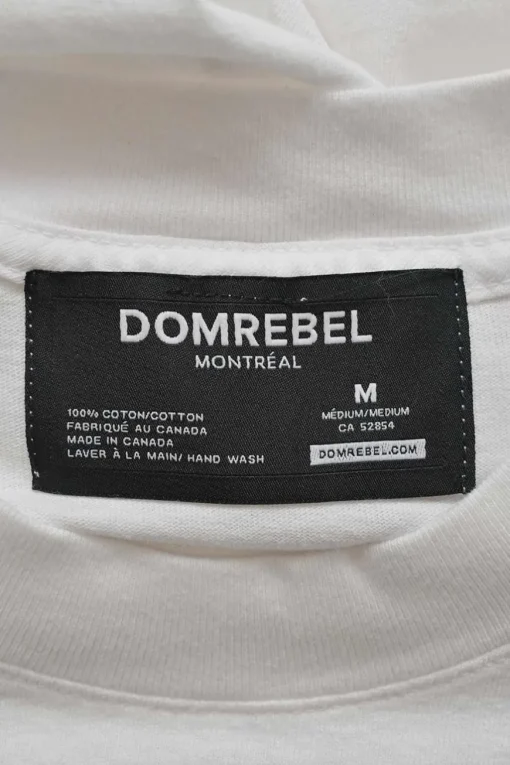 DOMREBEL
MONTRÉAL
100% COTON/COTTON
FABRIQUÉ AU CANADA
MADE IN CANADA
LAVER À LA MAIN/ HAND WASH
M
MÉDIUM/MEDIUM
CA 52854
DOMREBEL.COM